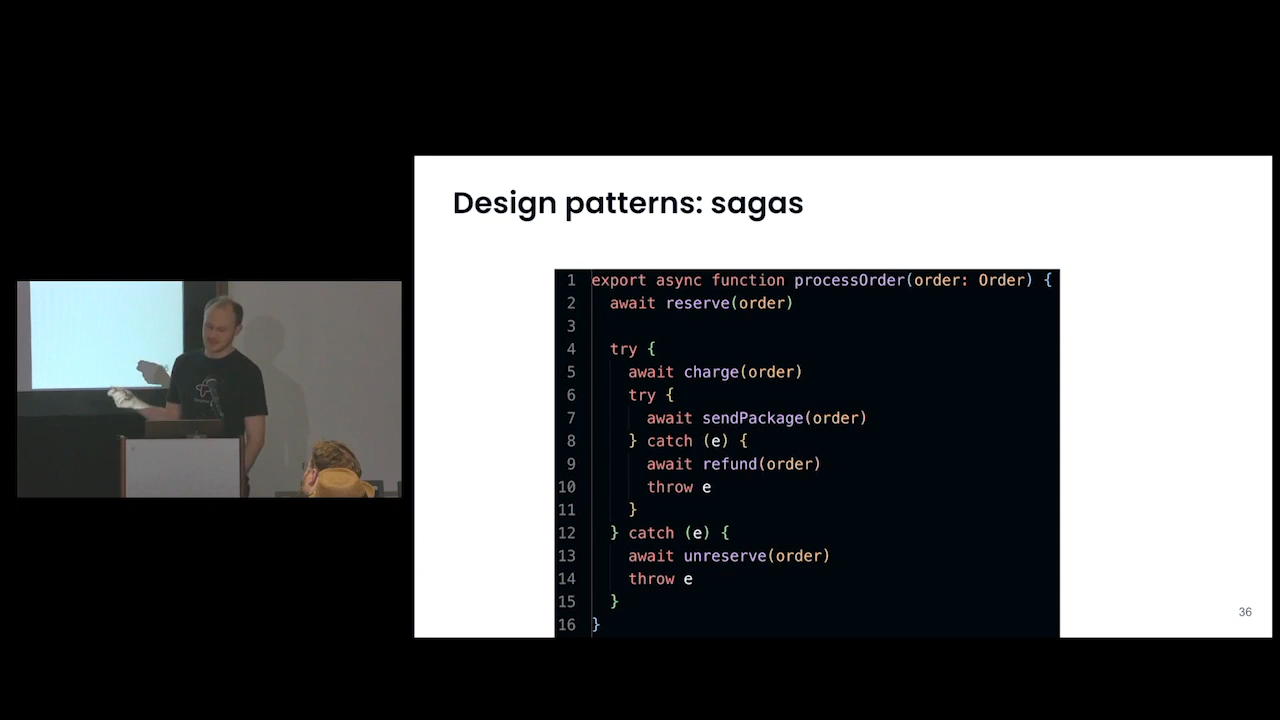 Design patterns: sagas
1 export async function processOrder(order: Order) {
2 await reserve(order)
3
4 try {
5 await charge(order)
6 try {
7 await sendPackage(order)
8 } catch (e) {
9 await refund(order)
10 throw e
11 }
12 } catch (e) {
13 await unreserve(order)
14 throw e
15 }
16 }
36